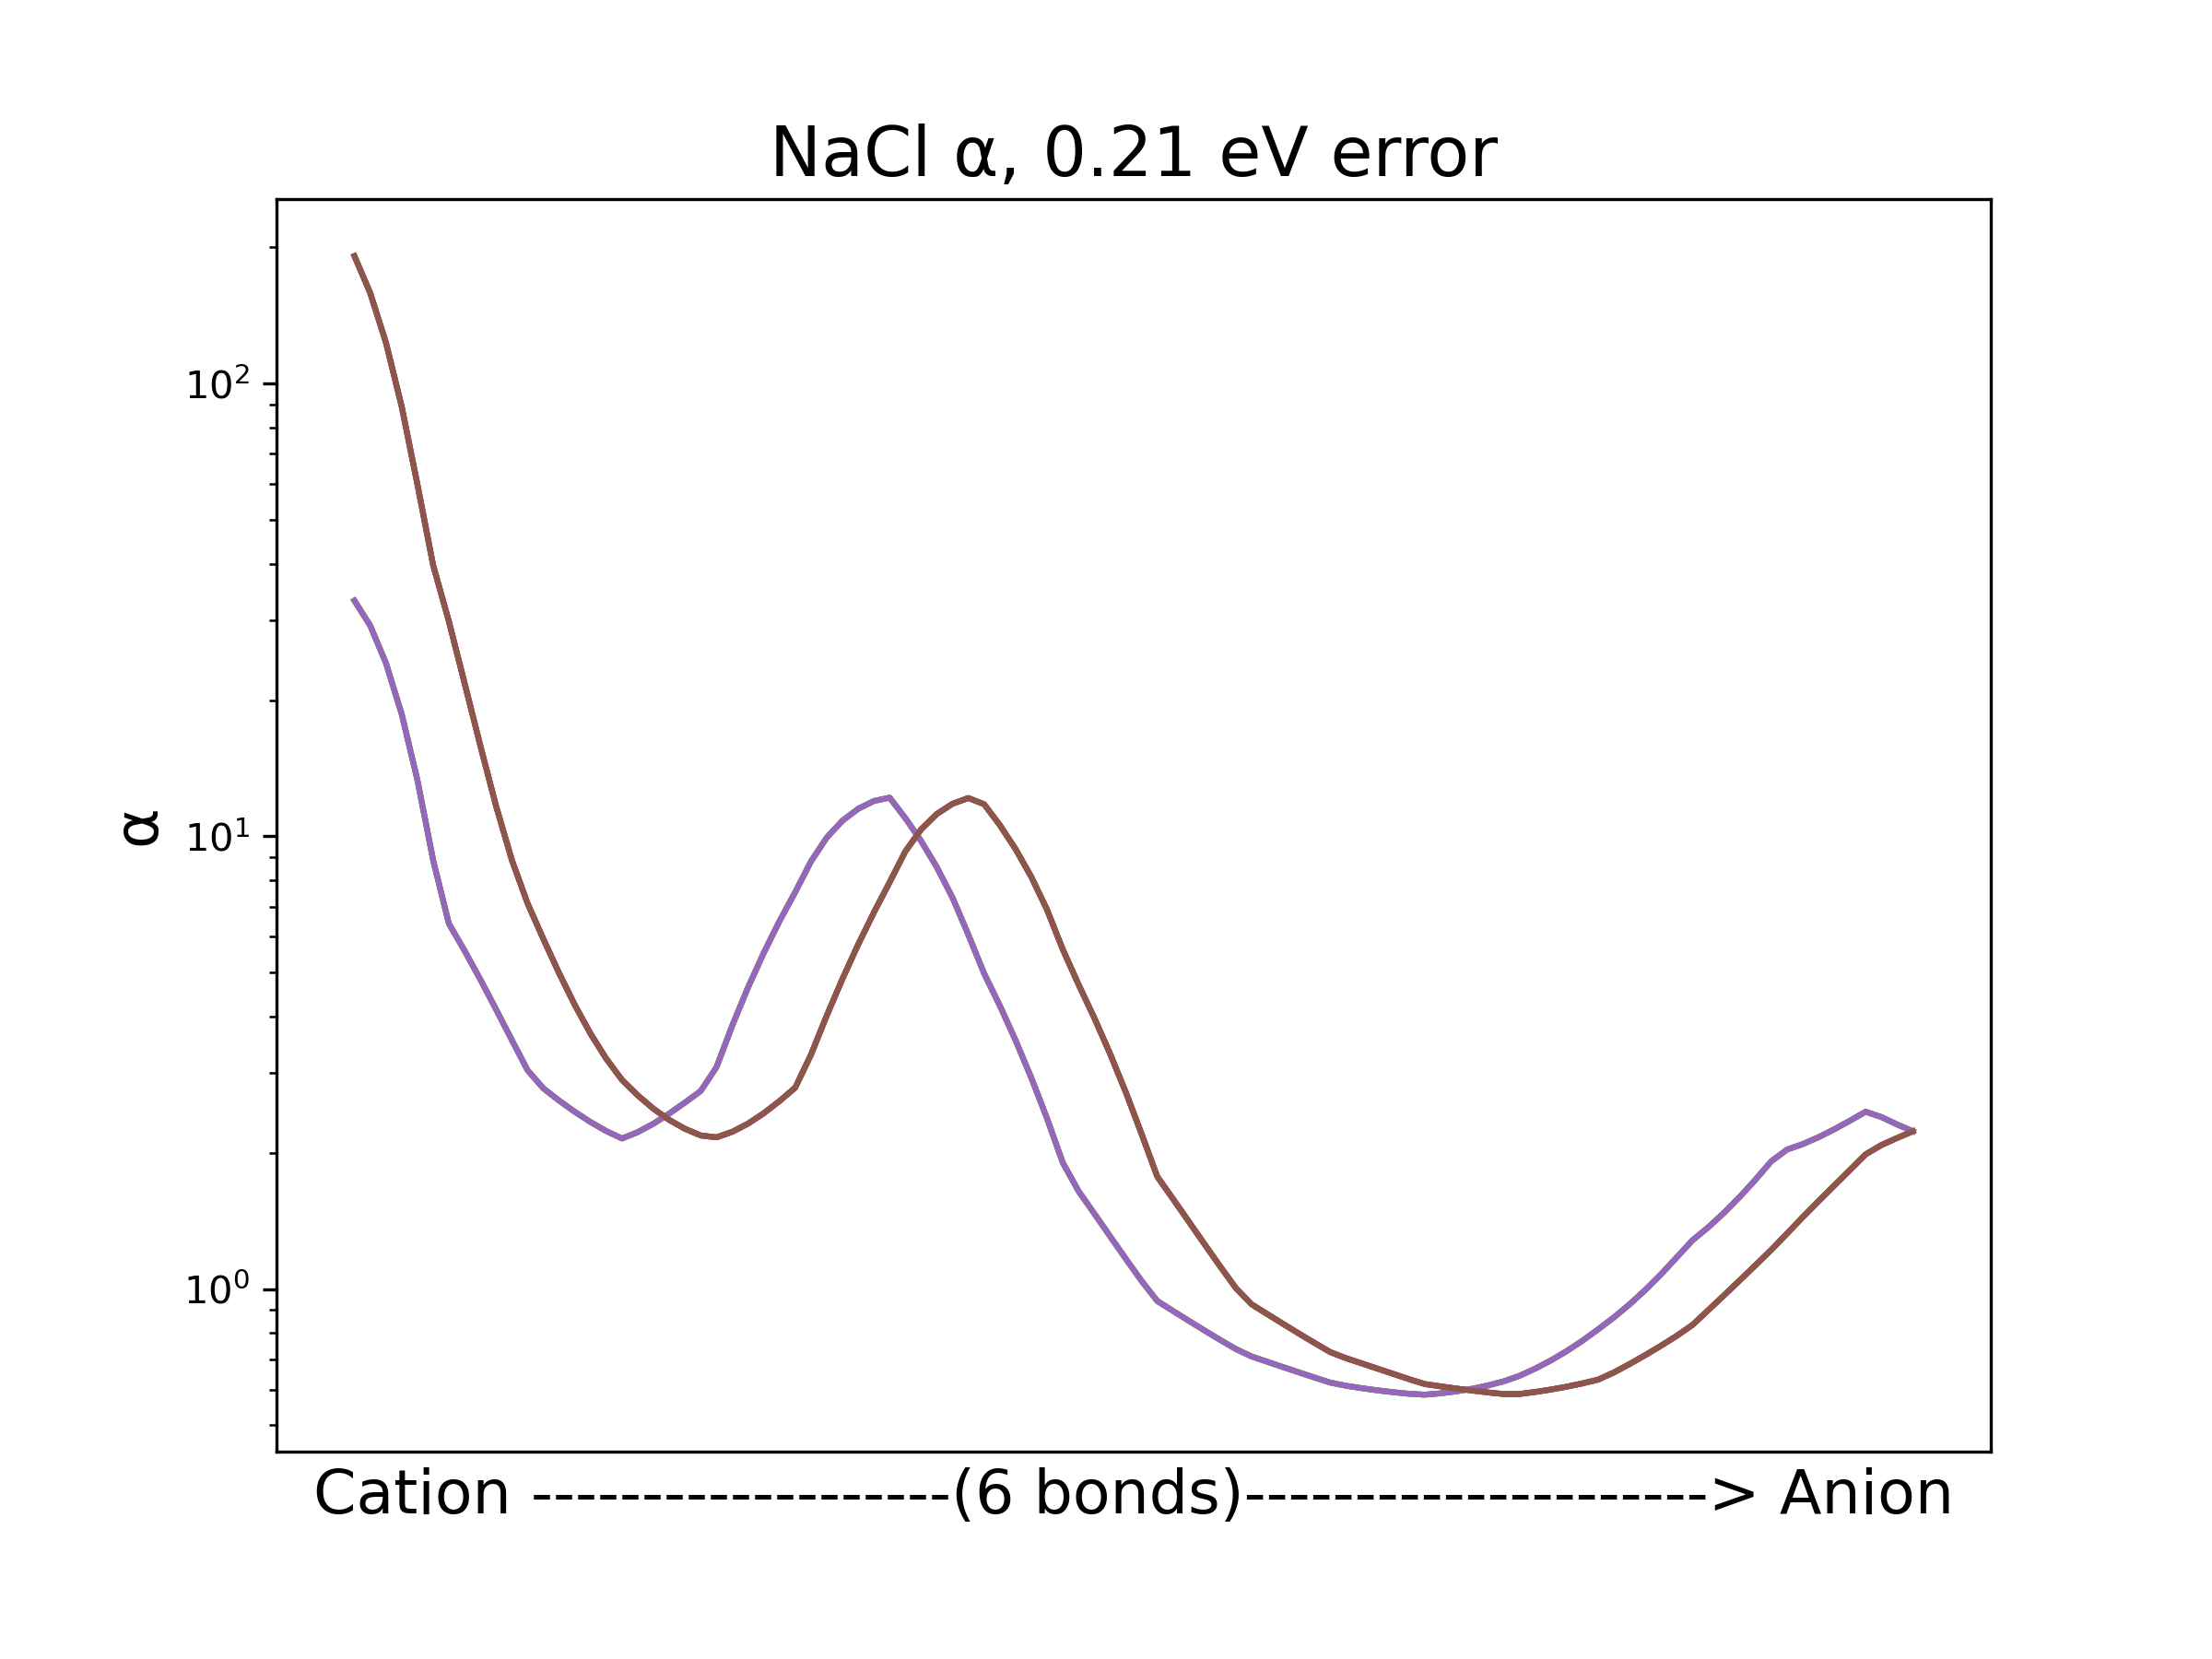 NaCl α, 0.21 eV error
α
10²
10¹
10⁰
Cation -------------------(6 bonds)---------------------> Anion